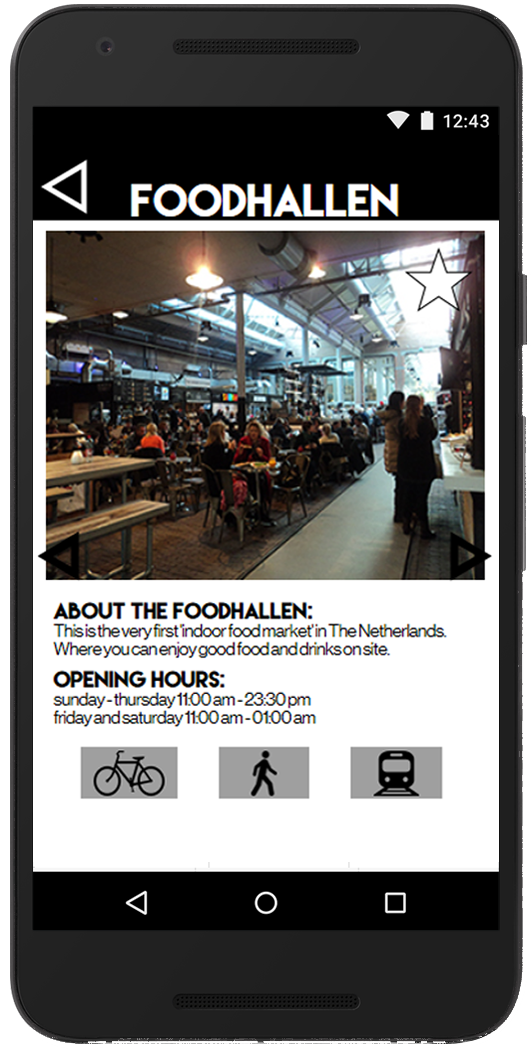 12:43
FOODHALLEN
ABOUT THE FOODHALLEN:
This is the very first 'indoor food market' in The Netherlands.
Where you can enjoy good food and drinks on site.
OPENING HOURS:
sunday - thursday 11:00 am - 23:30 pm
friday and saturday 11:00 am - 01:00 am